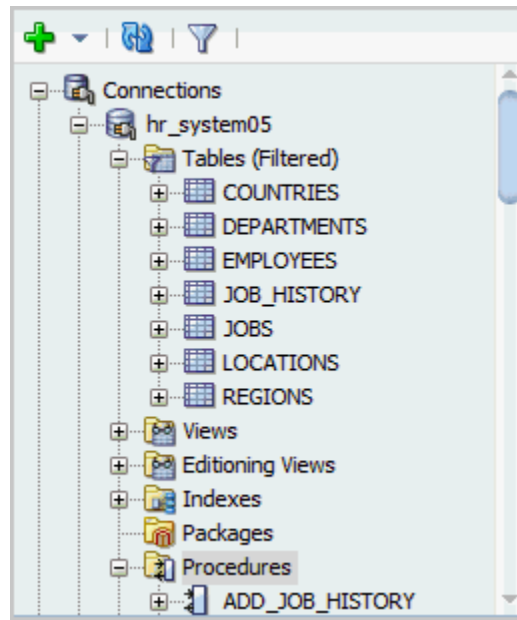 Connections
hr_system05
Tables (Filtered)
COUNTRIES
DEPARTMENTS
EMPLOYEES
JOB_HISTORY
JOBS
LOCATIONS
REGIONS
Views
Editioning Views
Indexes
Packages
Procedures
ADD_JOB_HISTORY